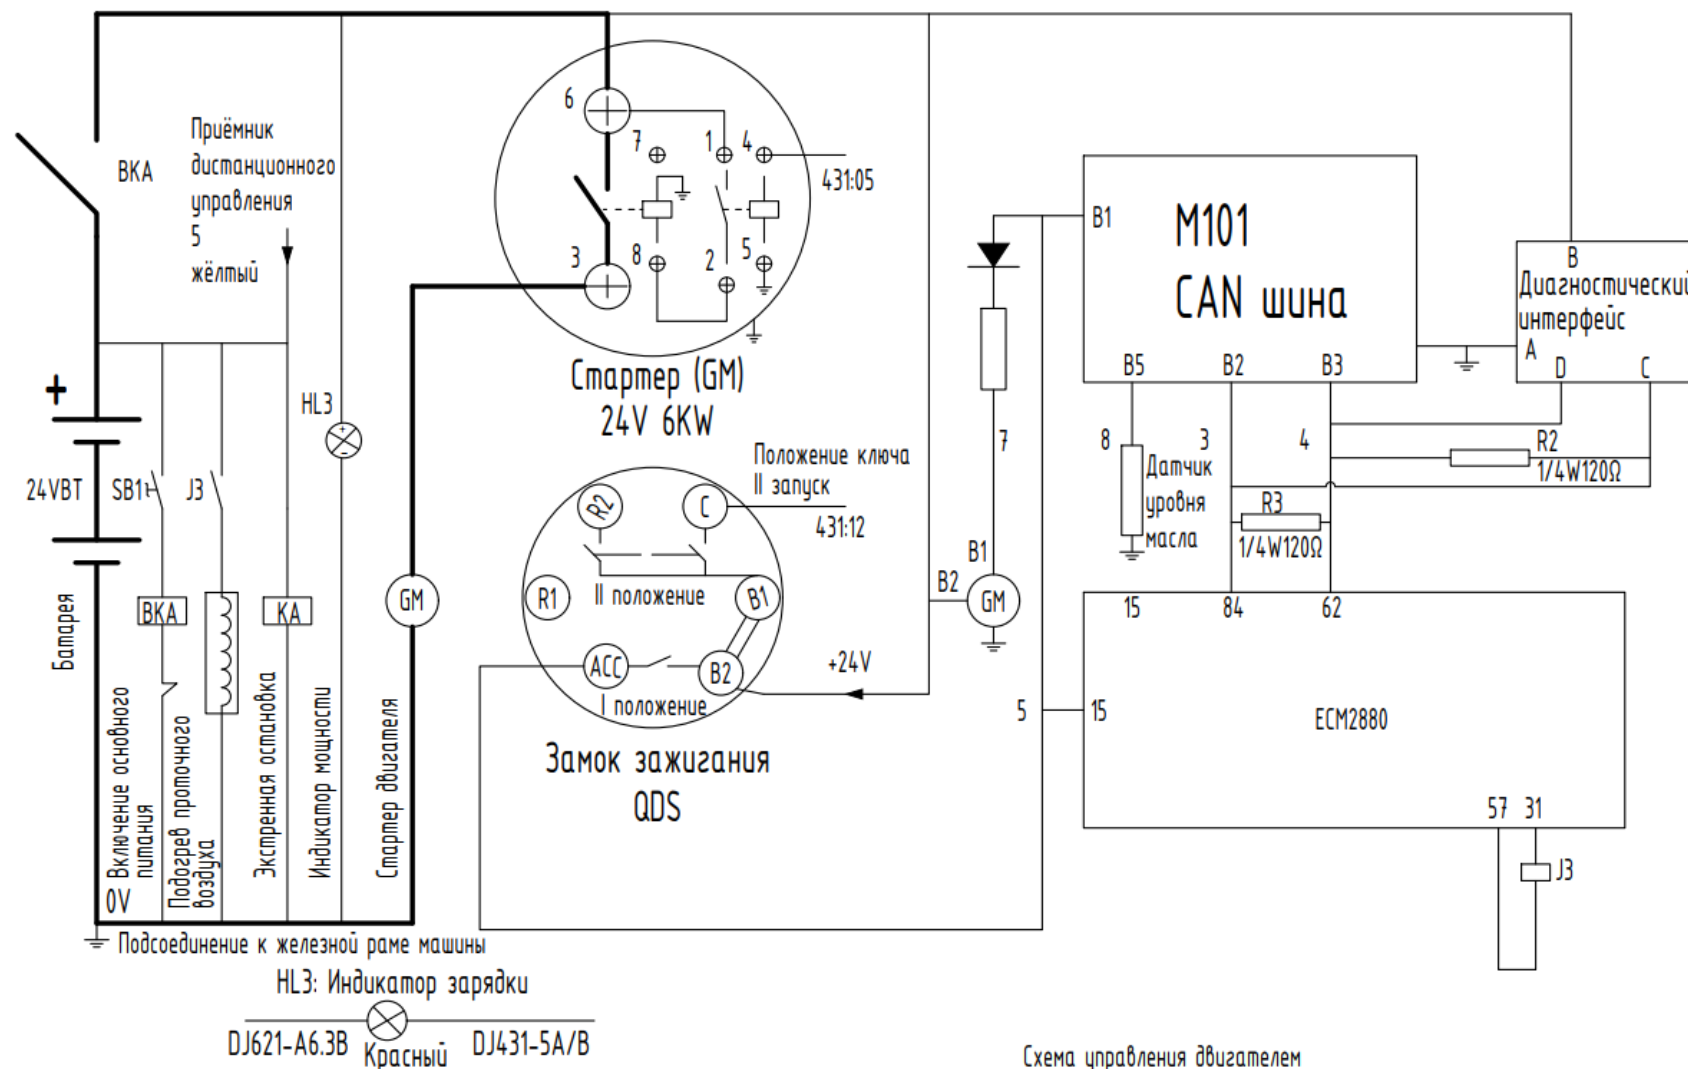 ВКА
Приёмник
дистанционного
управления
5
жёлтый
6
7
1
4
431:05
3
8
2
5
Стартер (GM)
24V 6KW
+
24VBT
SB1
J3
HL3
+
-
Батарея
ВКА
КА
GM
Включение основного
питания
Подогрев проточного
воздуха
Экстренная остановка
Индикатор мощности
Стартер двигателя
0V
Подсоединение к железной раме машины
HL3: Индикатор зарядки
DJ621-A6.3B
Красный
DJ431-5A/B
Положение ключа
II запуск
431:12
R2
C
R1
II положение
B1
ACC
B2
I положение
+24V
Замок зажигания
QDS
B1
M101
CAN шина
B5
B2
B3
7
8
3
4
Датчик
уровня
масла
R2
1/4W120Ω
R3
1/4W120Ω
B
Диагностический
интерфейс
A
D
C
B1
B2
GM
15
84
62
5
15
ECM2880
57
31
J3
Схема управления двигателем